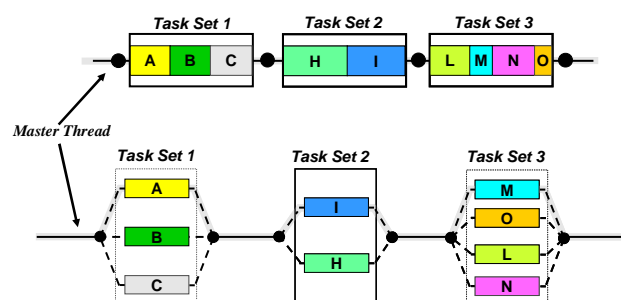 Task Set 1 Task Set 2 Task Set 3
A B C H I L M N O
Master Thread
Task Set 1 Task Set 2 Task Set 3
A M
I O
B
H L
C N